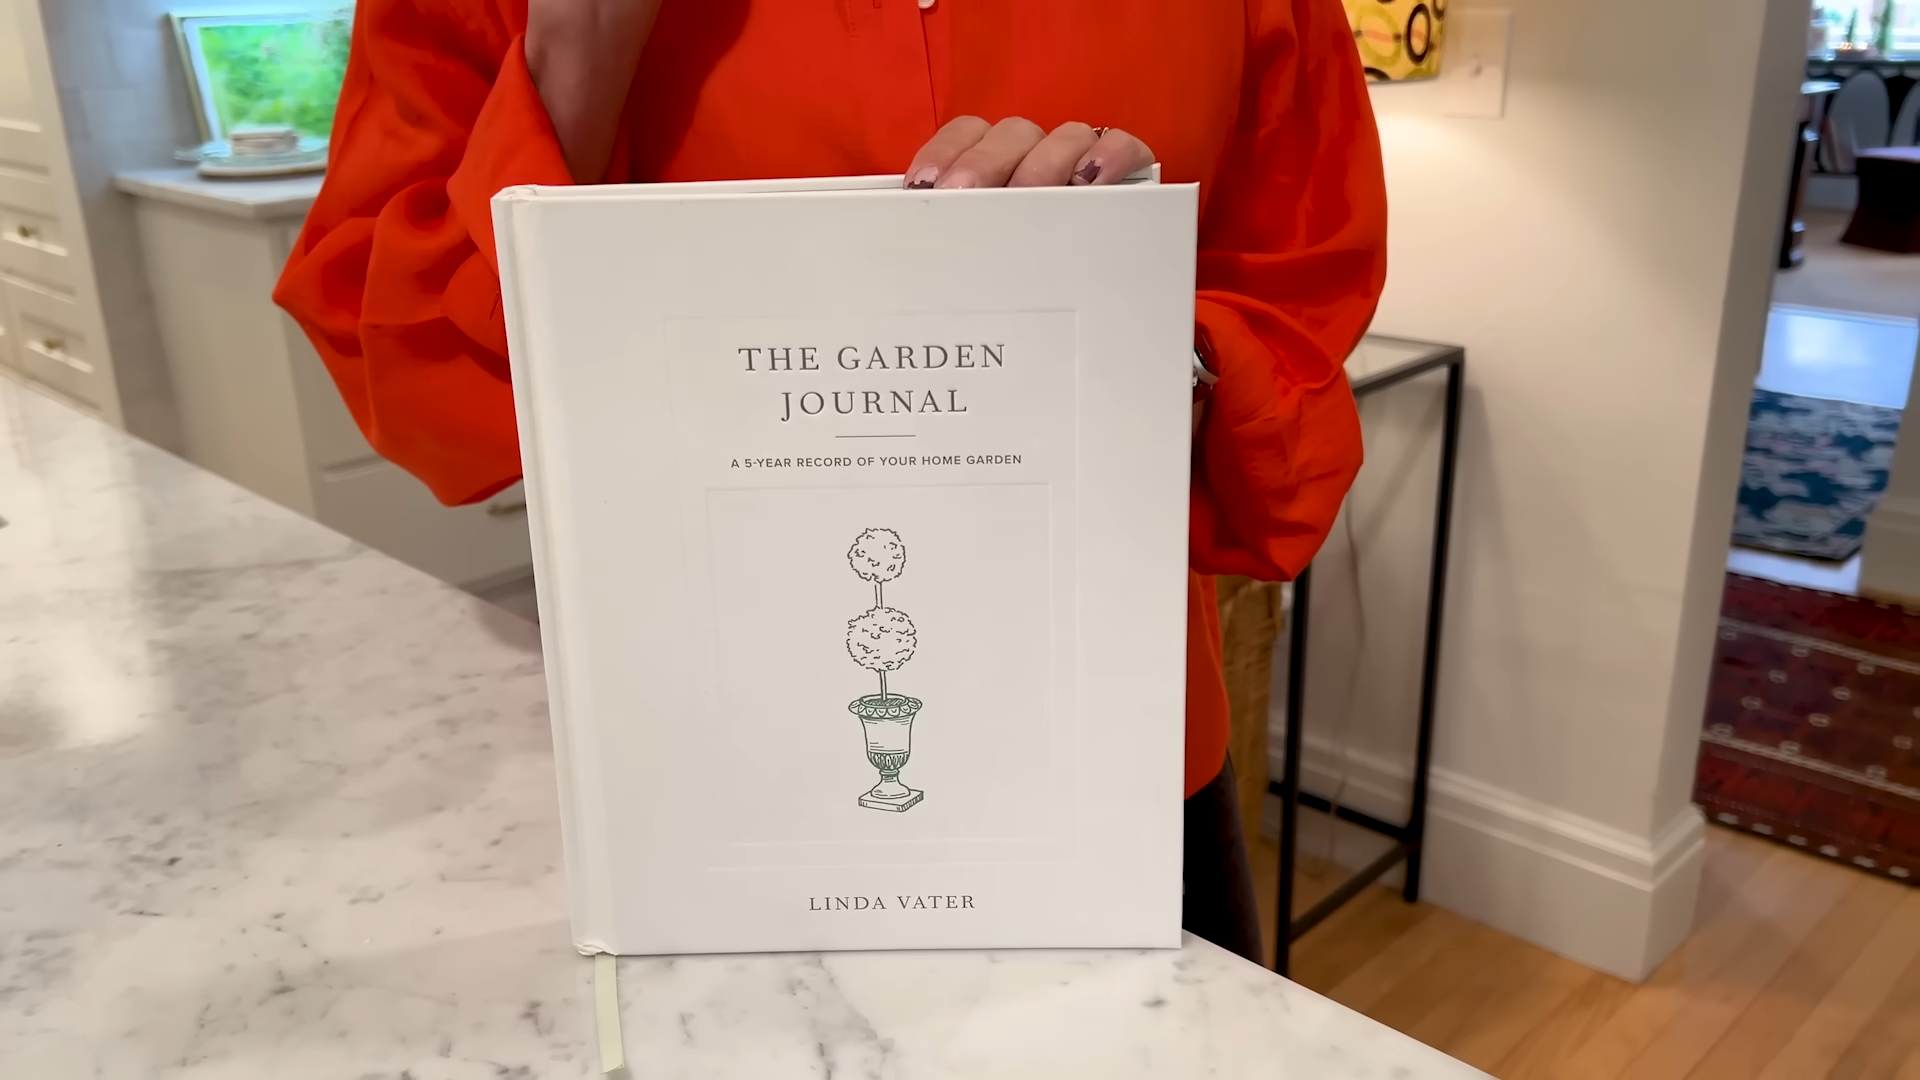 THE GARDEN
JOURNAL
A 5-YEAR RECORD OF YOUR HOME GARDEN
LINDA VATER